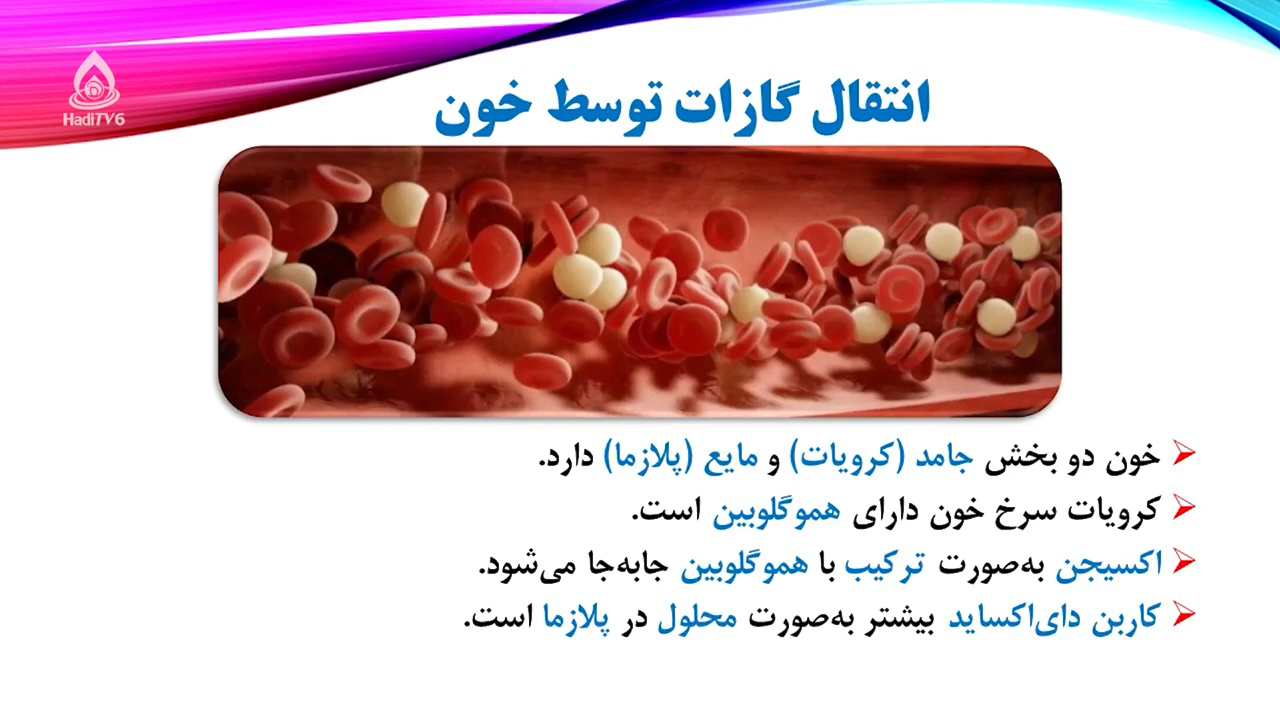 HadiTV6
انتقال گازات توسط خون
خون دو بخش جامد (کرویات) و مایع (پلازما) دارد.
کرویات سرخ خون دارای هموگلوبین است.
اکسیجن به‌صورت ترکیب با هموگلوبین جابه‌جا می‌شود.
کاربن دای‌اکساید بیشتر به‌صورت محلول در پلازما است.